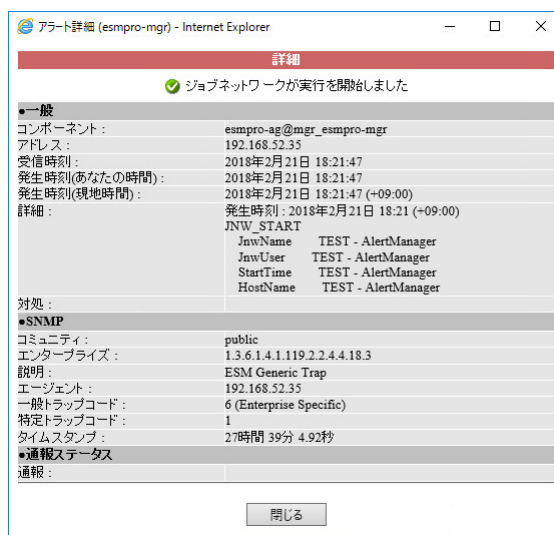 アラート詳細 (esmpro-mgr) - Internet Explorer
詳細
ジョブネットワークが実行を開始しました
●一般
コンポーネント : esmpro-ag@mgr_esmpro-mgr
アドレス : 192.168.52.35
受信時刻 : 2018年2月21日 18:21:47
発生時刻(あなたの時間) : 2018年2月21日 18:21:47
発生時刻(現地時間) : 2018年2月21日 18:21:47 (+09:00)
詳細 : 発生時刻 : 2018年2月21日 18:21 (+09:00)
JNW_START
JnwName TEST - AlertManager
JnwUser TEST - AlertManager
StartTime TEST - AlertManager
HostName TEST - AlertManager
対処 :
●SNMP
コミュニティ : public
エンタープライズ : 1.3.6.1.4.1.119.2.2.4.4.18.3
説明 : ESM Generic Trap
エージェント : 192.168.52.35
一般トラップコード : 6 (Enterprise Specific)
特定トラップコード : 1
タイムスタンプ : 27時間 39分 4.92秒
●通報ステータス
通報 :
閉じる